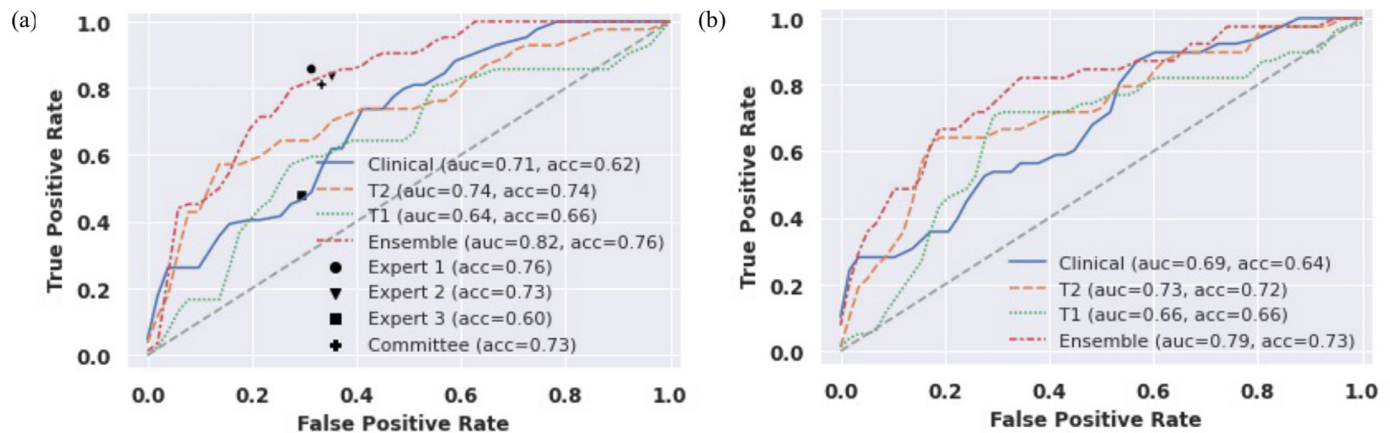 (a)
True Positive Rate
1.0
0.8
0.6
0.4
0.2
0.0
Clinical (auc=0.71, acc=0.62)
T2 (auc=0.74, acc=0.74)
T1 (auc=0.64, acc=0.66)
Ensemble (auc=0.82, acc=0.76)
Expert 1 (acc=0.76)
Expert 2 (acc=0.73)
Expert 3 (acc=0.60)
Committee (acc=0.73)
0.0 0.2 0.4 0.6 0.8 1.0
False Positive Rate
(b)
True Positive Rate
1.0
0.8
0.6
0.4
0.2
0.0
Clinical (auc=0.69, acc=0.64)
T2 (auc=0.73, acc=0.72)
T1 (auc=0.66, acc=0.66)
Ensemble (auc=0.79, acc=0.73)
0.0 0.2 0.4 0.6 0.8 1.0
False Positive Rate